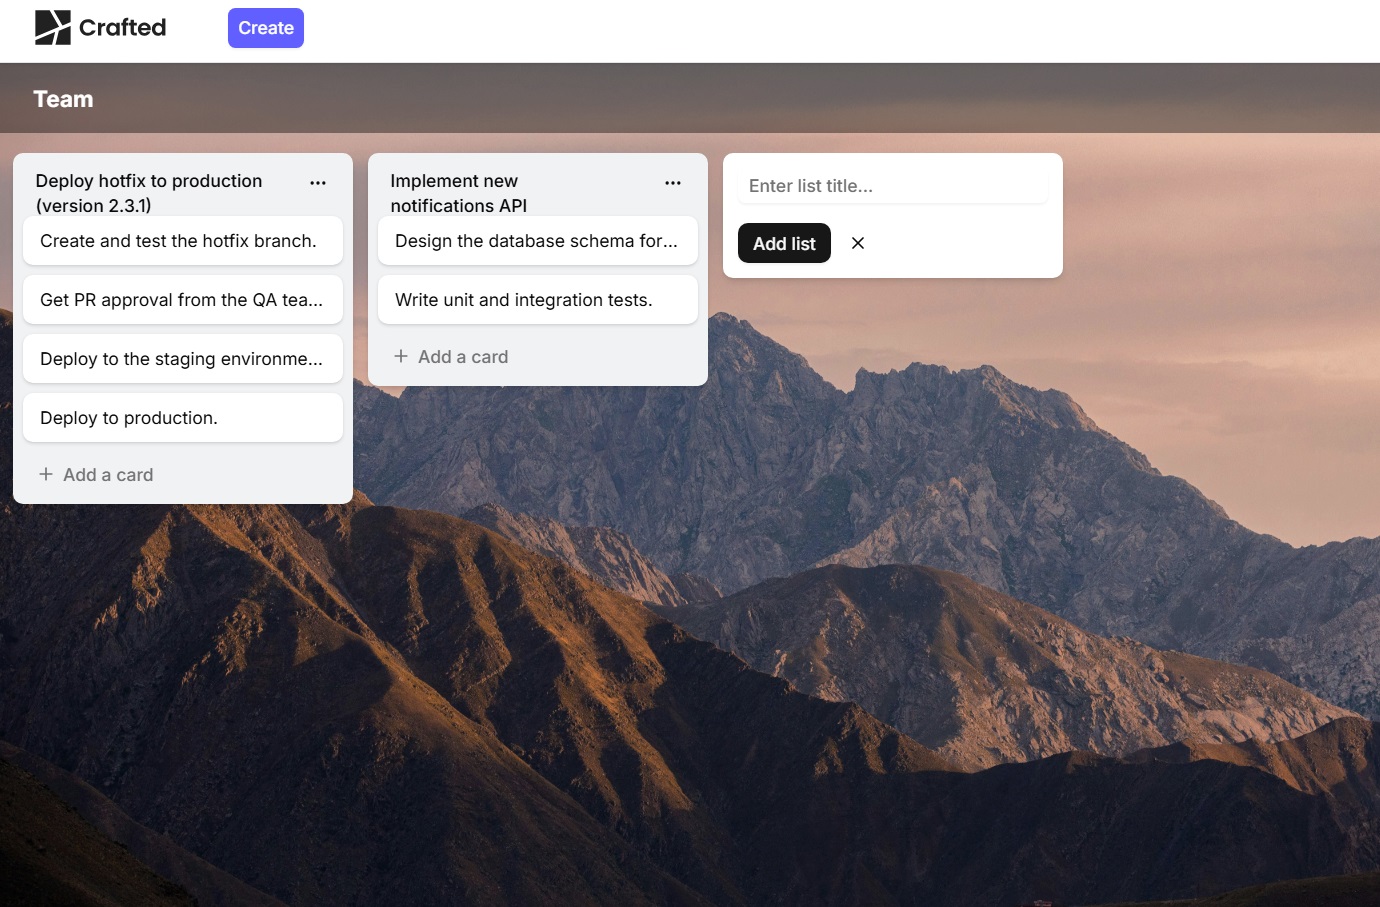 Crafted
Create
Team
Deploy hotfix to production
(version 2.3.1)
Create and test the hotfix branch.
Get PR approval from the QA tea...
Deploy to the staging environme...
Deploy to production.
+ Add a card
Implement new
notifications API
Design the database schema for...
Write unit and integration tests.
+ Add a card
Enter list title...
Add list